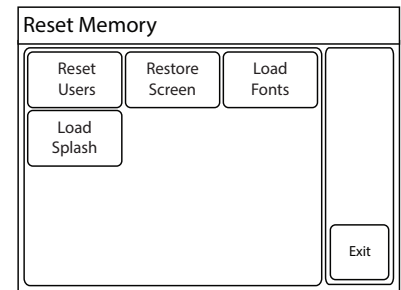 Reset Memory
Reset
Users
Restore
Screen
Load
Fonts
Load
Splash
Exit